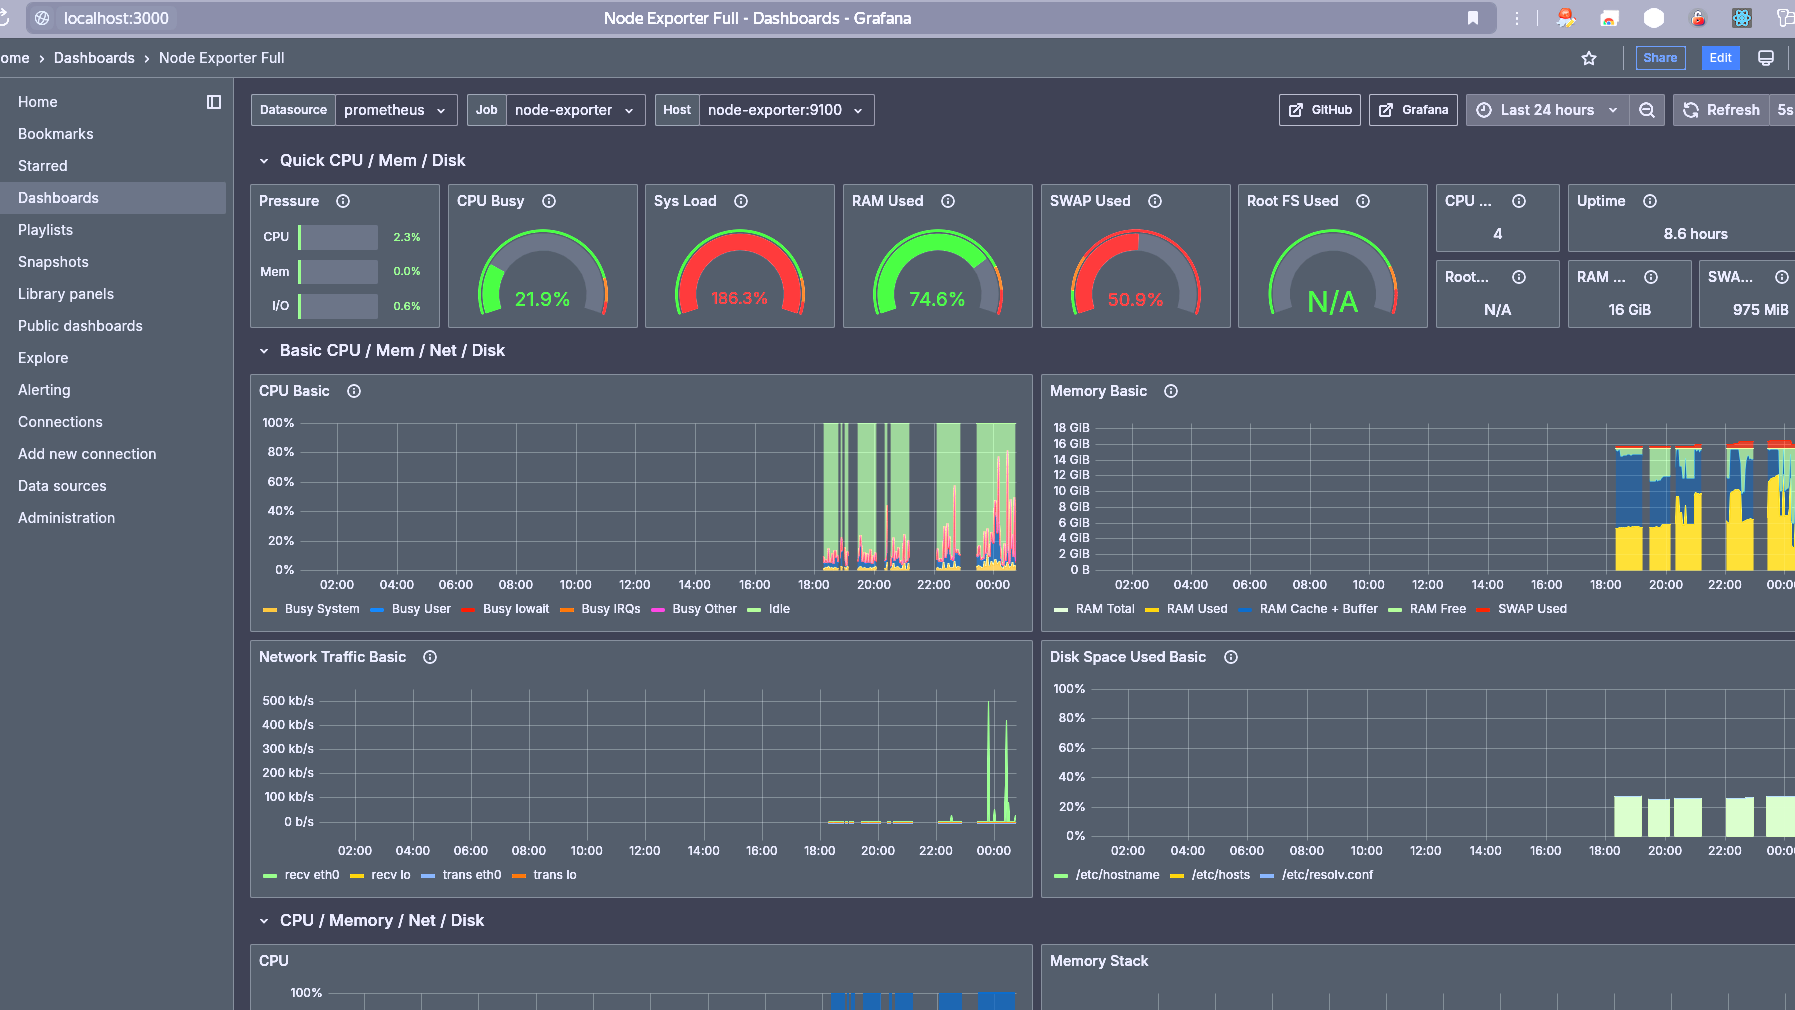 localhost:3000
Node Exporter Full - Dashboards - Grafana
ome › Dashboards › Node Exporter Full
Share
Edit
Home
Bookmarks
Starred
Dashboards
Playlists
Snapshots
Library panels
Public dashboards
Explore
Alerting
Connections
Add new connection
Data sources
Administration
Datasource prometheus
Job node-exporter
Host node-exporter:9100
GitHub
Grafana
Last 24 hours
Refresh
5s
Quick CPU / Mem / Disk
Pressure
CPU 2.3%
Mem 0.0%
I/O 0.6%
CPU Busy
21.9%
Sys Load
186.3%
RAM Used
74.6%
SWAP Used
50.9%
Root FS Used
N/A
CPU ...
4
Uptime
8.6 hours
Root...
N/A
RAM ...
16 GiB
SWA...
975 MiB
Basic CPU / Mem / Net / Disk
CPU Basic
100%
80%
60%
40%
20%
0%
02:00 04:00 06:00 08:00 10:00 12:00 14:00 16:00 18:00 20:00 22:00 00:00
Busy System Busy User Busy Iowait Busy IRQs Busy Other Idle
Memory Basic
18 GiB
16 GiB
14 GiB
12 GiB
10 GiB
8 GiB
6 GiB
4 GiB
2 GiB
0 B
02:00 04:00 06:00 08:00 10:00 12:00 14:00 16:00 18:00 20:00 22:00 00:00
RAM Total RAM Used RAM Cache + Buffer RAM Free SWAP Used
Network Traffic Basic
500 kb/s
400 kb/s
300 kb/s
200 kb/s
100 kb/s
0 b/s
02:00 04:00 06:00 08:00 10:00 12:00 14:00 16:00 18:00 20:00 22:00 00:00
recv eth0 recv lo trans eth0 trans lo
Disk Space Used Basic
100%
80%
60%
40%
20%
0%
02:00 04:00 06:00 08:00 10:00 12:00 14:00 16:00 18:00 20:00 22:00 00:00
/etc/hostname /etc/hosts /etc/resolv.conf
CPU / Memory / Net / Disk
CPU
100%
Memory Stack